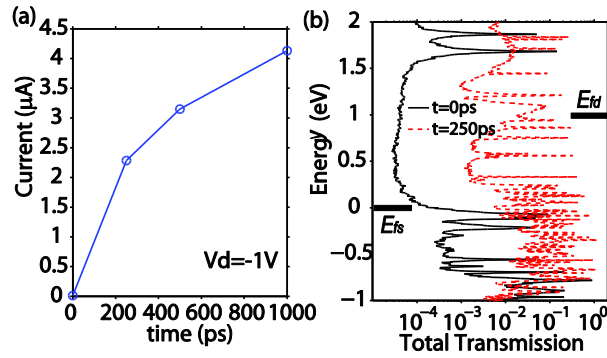 (a)
4.5
4
3.5
3
2.5
2
1.5
1
0.5
0
Current (μA)
Vd=-1V
0 200 400 600 800 1000
time (ps)
(b)
2
1.5
1
0.5
0
−0.5
−1
Energy (eV)
Efd
t=0ps
t=250ps
Efs
10−4 10−3 10−2 10−1 100
Total Transmission